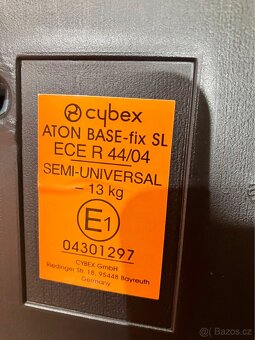 cybex
ATON BASE-fix SL
ECE R 44/04
SEMI-UNIVERSAL
– 13 kg
E1
04301297
CYBEX GmbH
Riedinger Str. 18, 95448 Bayreuth
Germany
Bazoš.cz